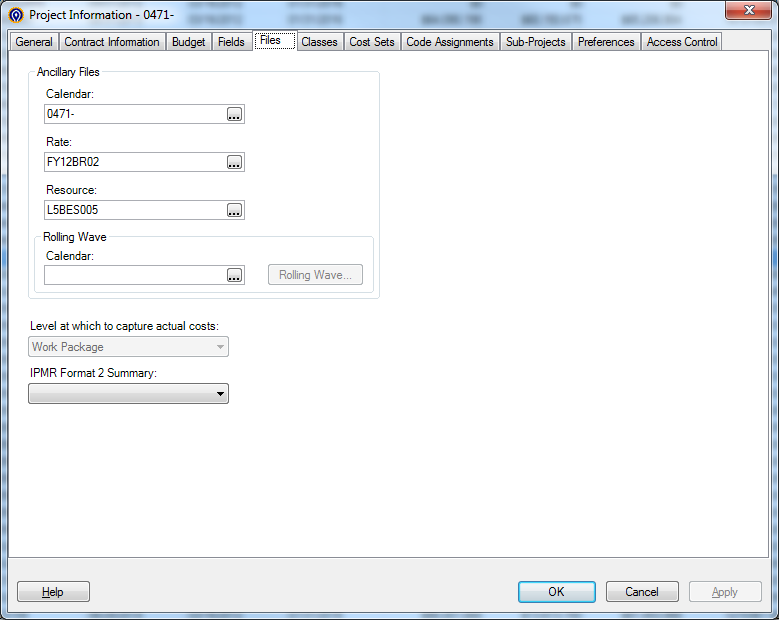 Project Information - 0471-
General Contract Information Budget Fields Files Classes Cost Sets Code Assignments Sub-Projects Preferences Access Control
Ancillary Files
Calendar:
0471-
...
Rate:
FY12BR02
...
Resource:
L5BES005
...
Rolling Wave
Calendar:
...
Rolling Wave...
Level at which to capture actual costs:
Work Package
IPMR Format 2 Summary:
Help OK Cancel Apply